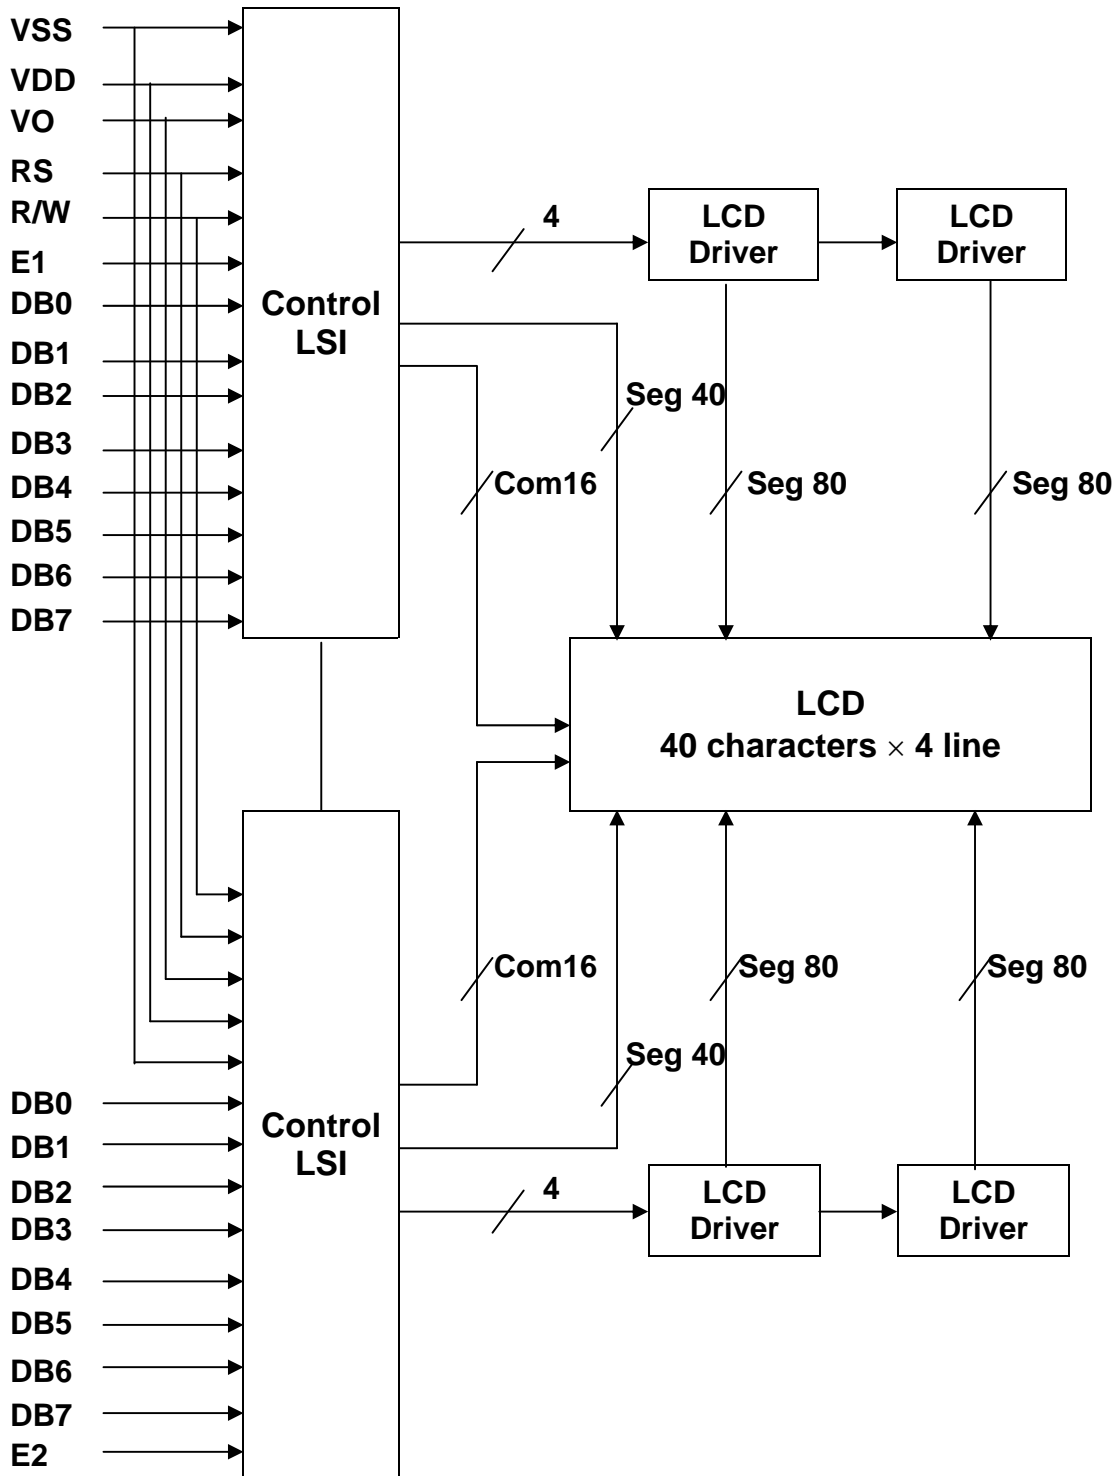 VSS
VDD
VO
RS
R/W
E1
DB0
DB1
DB2
DB3
DB4
DB5
DB6
DB7
Control
LSI
4
LCD
Driver
LCD
Driver
Seg 40
Com16
Seg 80
Seg 80
LCD
40 characters × 4 line
Com16
Seg 80
Seg 80
Seg 40
Control
LSI
4
LCD
Driver
LCD
Driver
DB0
DB1
DB2
DB3
DB4
DB5
DB6
DB7
E2